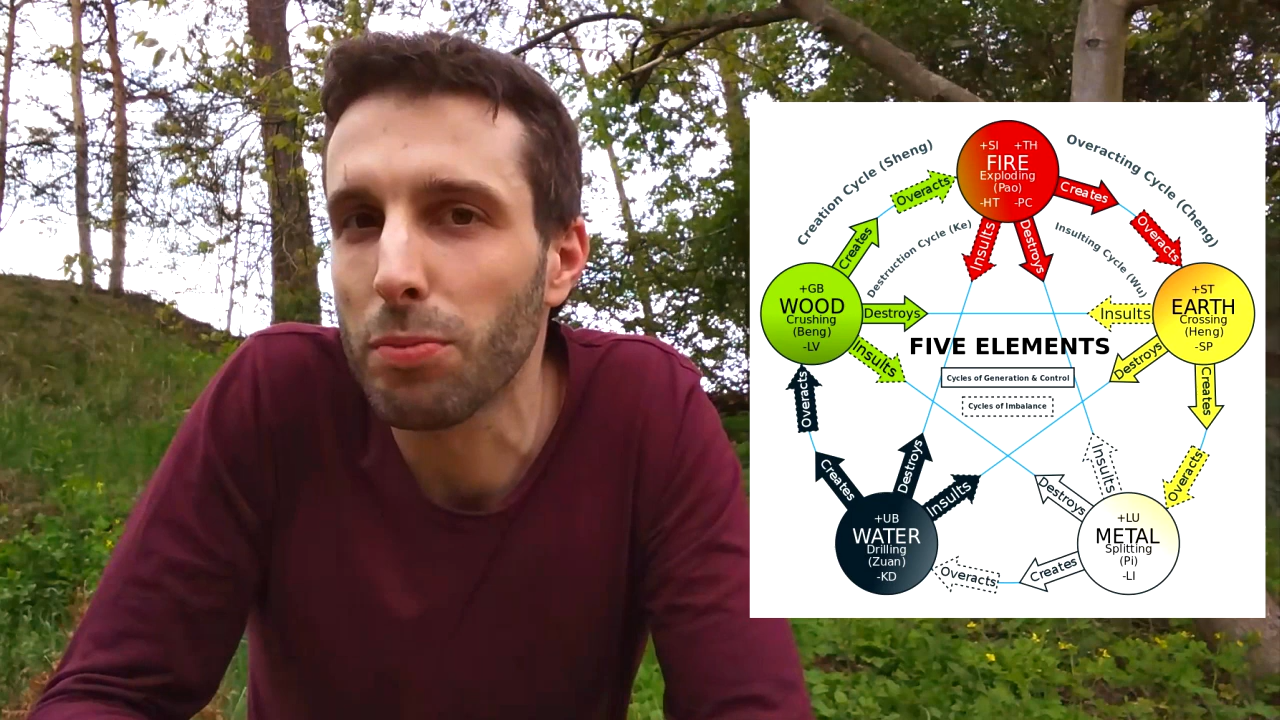 Creation Cycle (Sheng)
Overacting Cycle (Cheng)
Destruction Cycle (Ke)
Insulting Cycle (Wu)
+SI +TH
FIRE
Exploding
(Pao)
-HT -PC
Creates
Overacts
Insults
Destroys
+GB
WOOD
Crushing
(Beng)
-LV
Creates
Overacts
Destroys
Insults
+ST
EARTH
Crossing
(Heng)
-SP
Insults
Destroys
Creates
Overacts
FIVE ELEMENTS
Cycles of Generation & Control
Cycles of Imbalance
+UB
WATER
Drilling
(Zuan)
-KD
Overacts
Creates
Destroys
Insults
+LU
METAL
Splitting
(Pi)
-LI
Insults
Destroys
Creates
Overacts